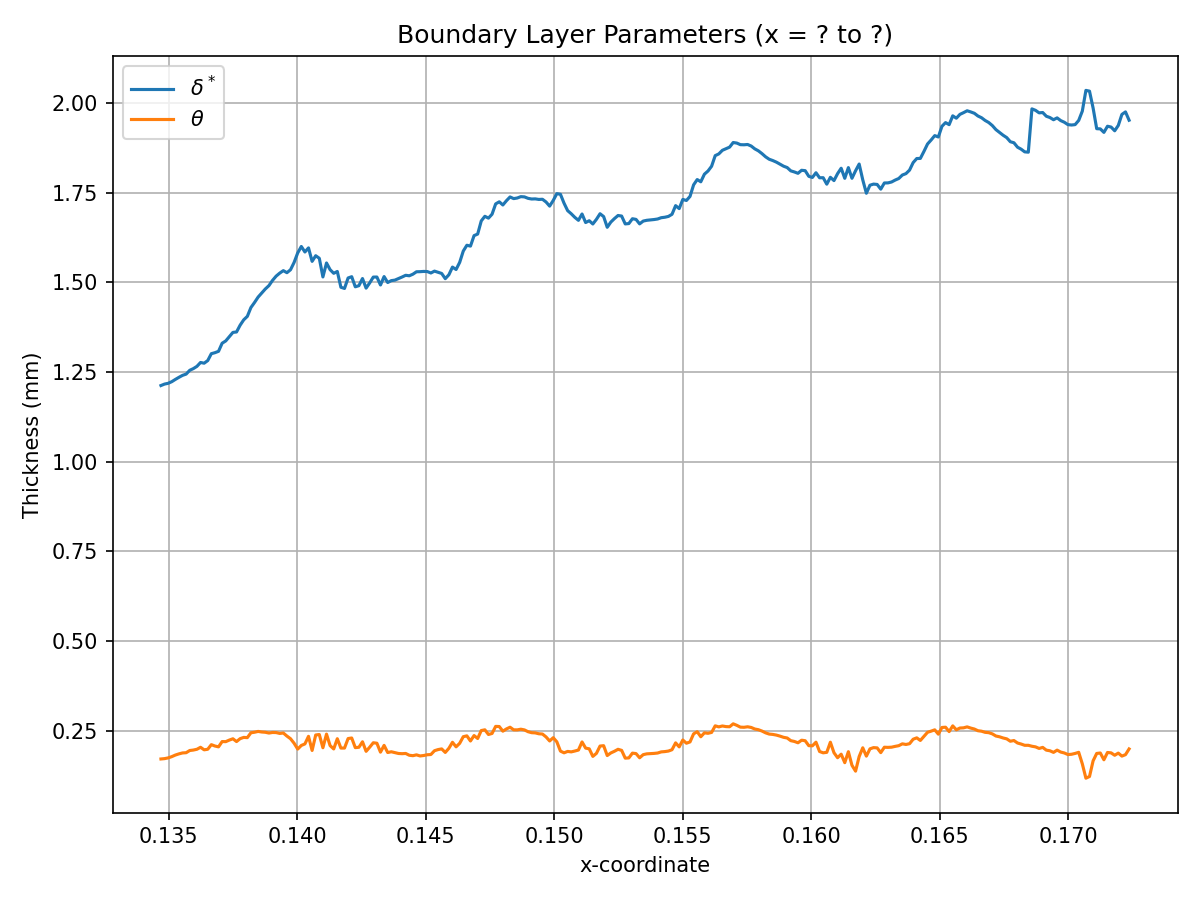 Boundary Layer Parameters (x = ? to ?)
δ*
θ
Thickness (mm)
2.00
1.75
1.50
1.25
1.00
0.75
0.50
0.25
0.135 0.140 0.145 0.150 0.155 0.160 0.165 0.170
x-coordinate